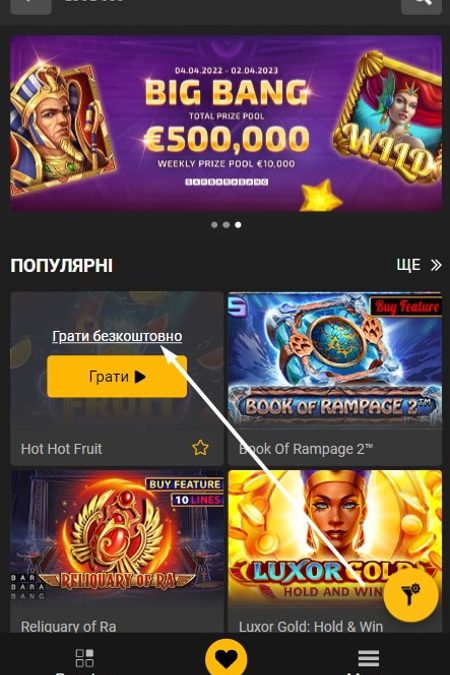 04.04.2022 - 02.04.2023
BIG BANG
TOTAL PRIZE POOL
€500,000
WEEKLY PRIZE POOL €10,000
BARBARABANG
WILD
ПОПУЛЯРНІ
ЩЕ
Грати безкоштовно
Грати
Buy Feature
BOOK OF RAMPAGE 2™
Hot Hot Fruit
Book Of Rampage 2™
BUY FEATURE
10 LINES
RELIQUARY OF RA
BAR
BARA
BANG
LUXOR GOLD
HOLD AND WIN
Reliquary of Ra
Luxor Gold: Hold & Win